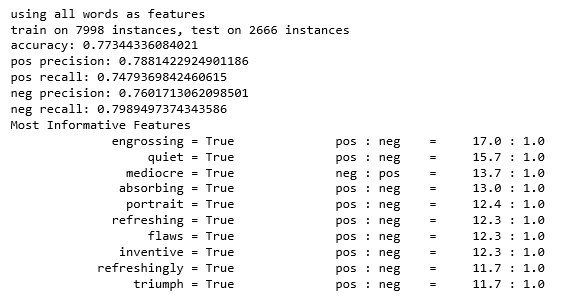 using all words as features
train on 7998 instances, test on 2666 instances
accuracy: 0.77344336084021
pos precision: 0.7881422924901186
pos recall: 0.7479369842460615
neg precision: 0.7601713062098501
neg recall: 0.7989497374343586
Most Informative Features
engrossing = True pos : neg = 17.0 : 1.0
quiet = True pos : neg = 15.7 : 1.0
mediocre = True neg : pos = 13.7 : 1.0
absorbing = True pos : neg = 13.0 : 1.0
portrait = True pos : neg = 12.4 : 1.0
refreshing = True pos : neg = 12.3 : 1.0
flaws = True pos : neg = 12.3 : 1.0
inventive = True pos : neg = 12.3 : 1.0
refreshingly = True pos : neg = 11.7 : 1.0
triumph = True pos : neg = 11.7 : 1.0